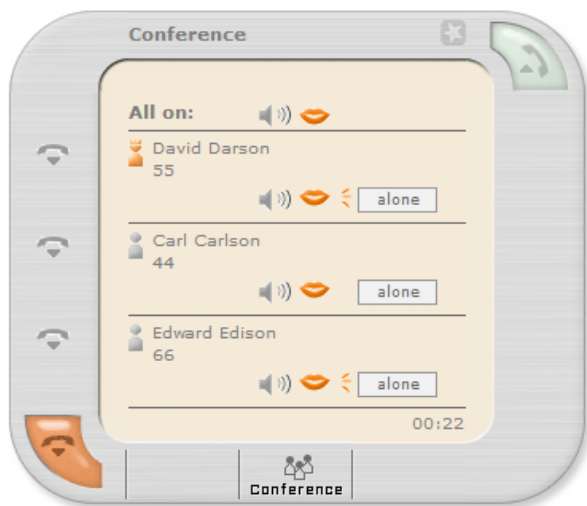 Conference
All on:
David Darson
55
alone
Carl Carlson
44
alone
Edward Edison
66
alone
00:22
Conference